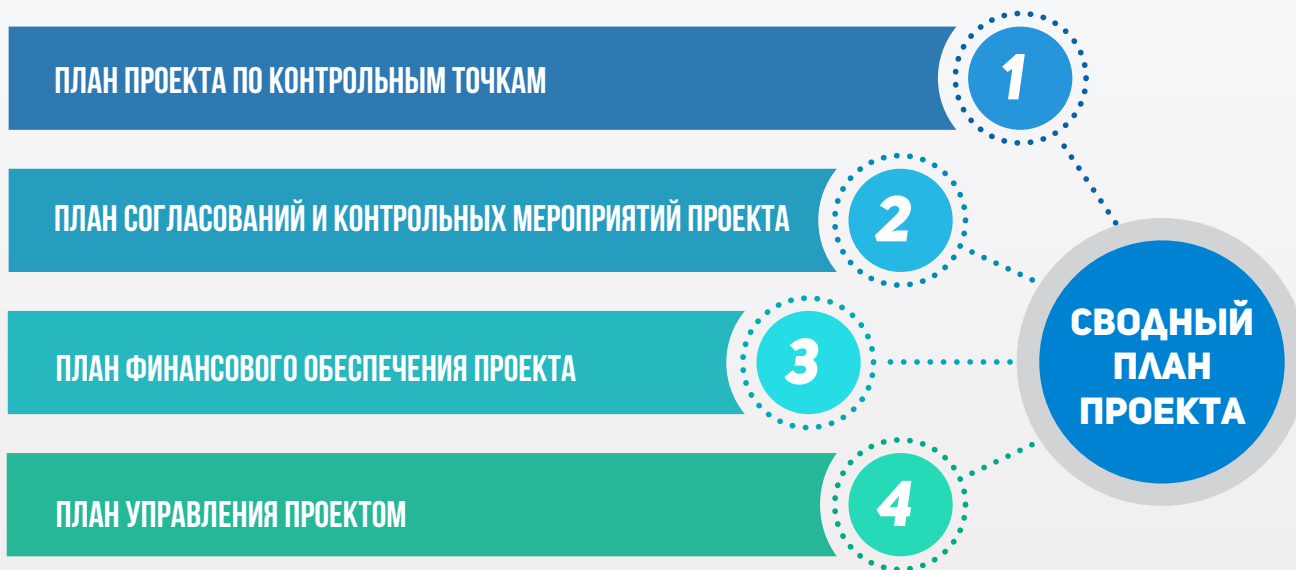 ПЛАН ПРОЕКТА ПО КОНТРОЛЬНЫМ ТОЧКАМ
1
ПЛАН СОГЛАСОВАНИЙ И КОНТРОЛЬНЫХ МЕРОПРИЯТИЙ ПРОЕКТА
2
ПЛАН ФИНАНСОВОГО ОБЕСПЕЧЕНИЯ ПРОЕКТА
3
ПЛАН УПРАВЛЕНИЯ ПРОЕКТОМ
4
СВОДНЫЙ
ПЛАН
ПРОЕКТА